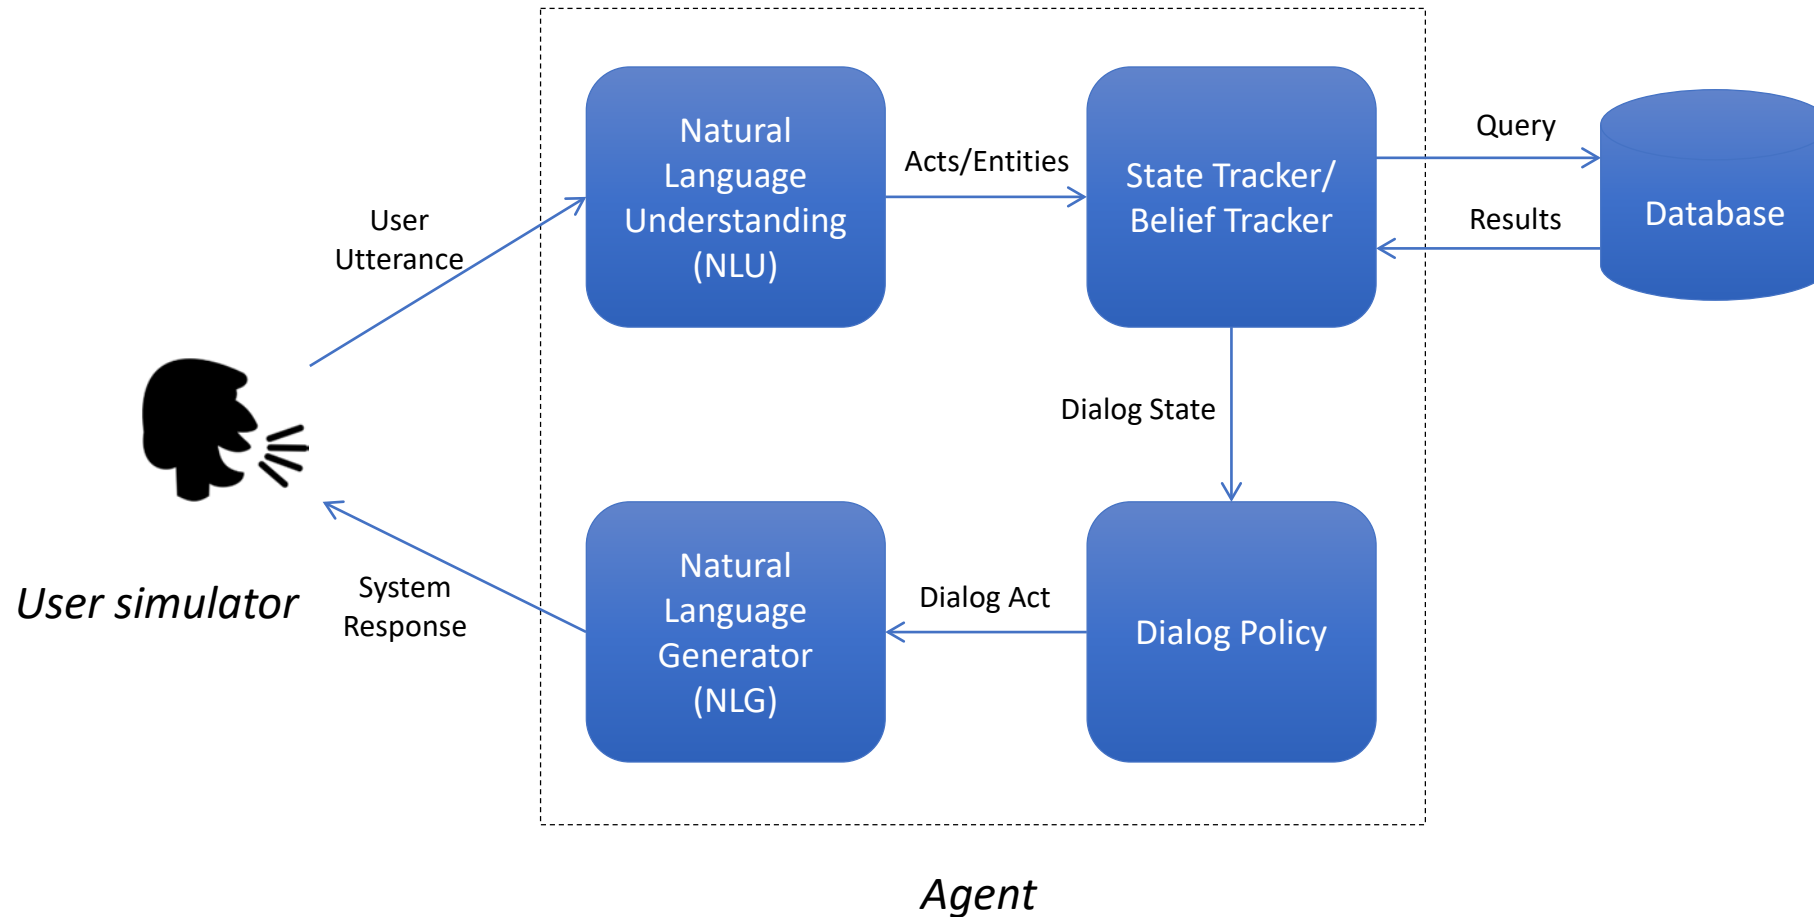 Natural
Language
Understanding
(NLU)
Acts/Entities
State Tracker/
Belief Tracker
Query
Results
Database
User
Utterance
Dialog State
User simulator
System
Response
Natural
Language
Generator
(NLG)
Dialog Act
Dialog Policy
Agent